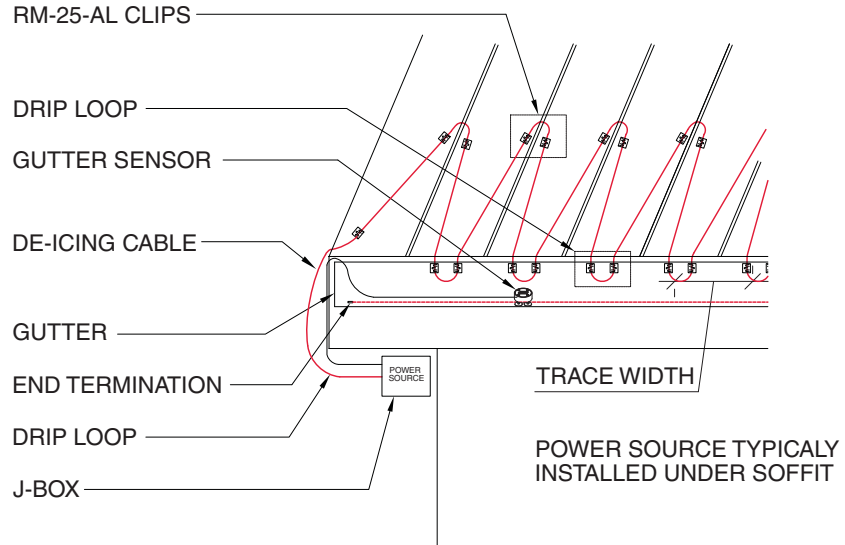 RM-25-AL CLIPS
DRIP LOOP
GUTTER SENSOR
DE-ICING CABLE
GUTTER
END TERMINATION
DRIP LOOP
J-BOX
POWER
SOURCE
TRACE WIDTH
POWER SOURCE TYPICALY
INSTALLED UNDER SOFFIT